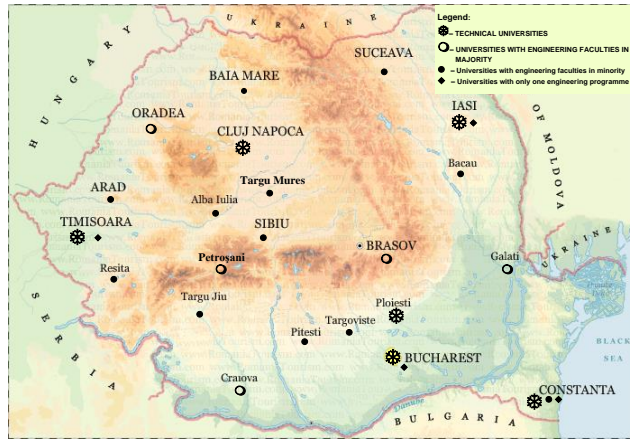 UKRAINE
HUNGARY
Legend:
– TECHNICAL UNIVERSITIES
– UNIVERSITIES WITH ENGINEERING FACULTIES IN
MAJORITY
– Universities with engineering faculties in minority
– Universities with only one engineering programme
SUCEAVA
BAIA MARE
ORADEA
IASI
CLUJ NAPOCA
OF MOLDOVA
Bacau
Targu Mures
ARAD
Alba Iulia
TIMISOARA
SIBIU
BRASOV
UKRAINE
Petroşani
Galati
Resita
Targu Jiu
Ploiesti
SERBIA
Targoviste
Pitesti
BLACK
SEA
BUCHAREST
Craiova
CONSTANTA
Danube
BULGARIA